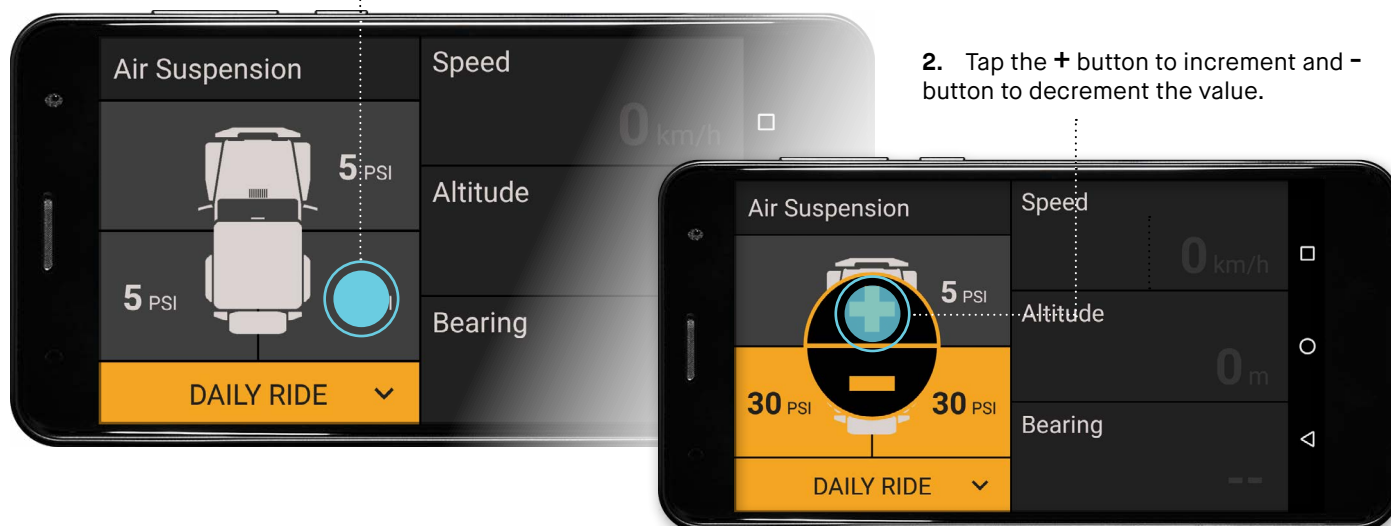 Air Suspension
Speed
0 km/h
5 PSI
Altitude
5 PSI
Bearing
DAILY RIDE
2. Tap the + button to increment and -
button to decrement the value.
Air Suspension
Speed
0 km/h
5 PSI
Altitude
0 m
30 PSI
30 PSI
Bearing
--
DAILY RIDE